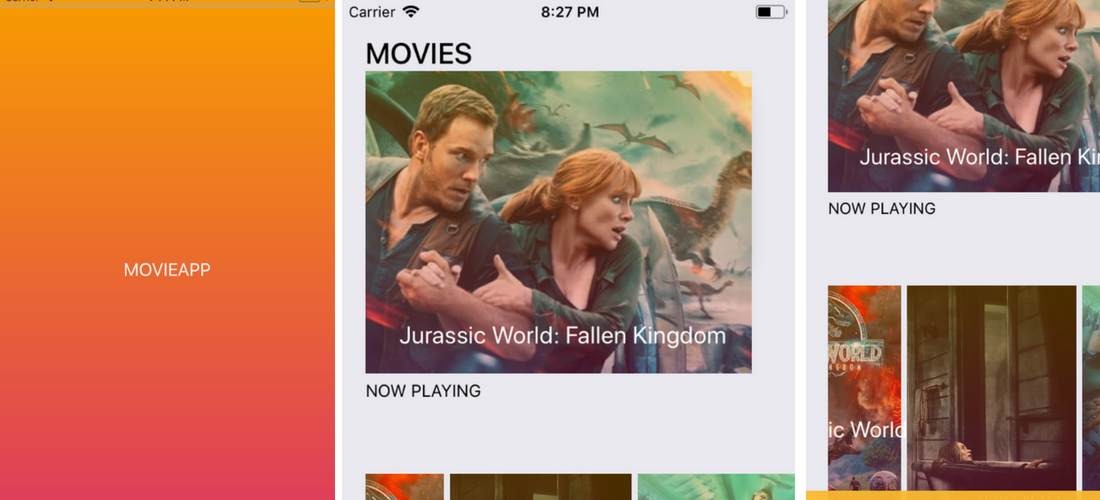 MOVIEAPP
Carrier 8:27 PM
MOVIES
Jurassic World: Fallen Kingdom
NOW PLAYING
Jurassic World: Fallen Ki
NOW PLAYING
WORLD
ic World